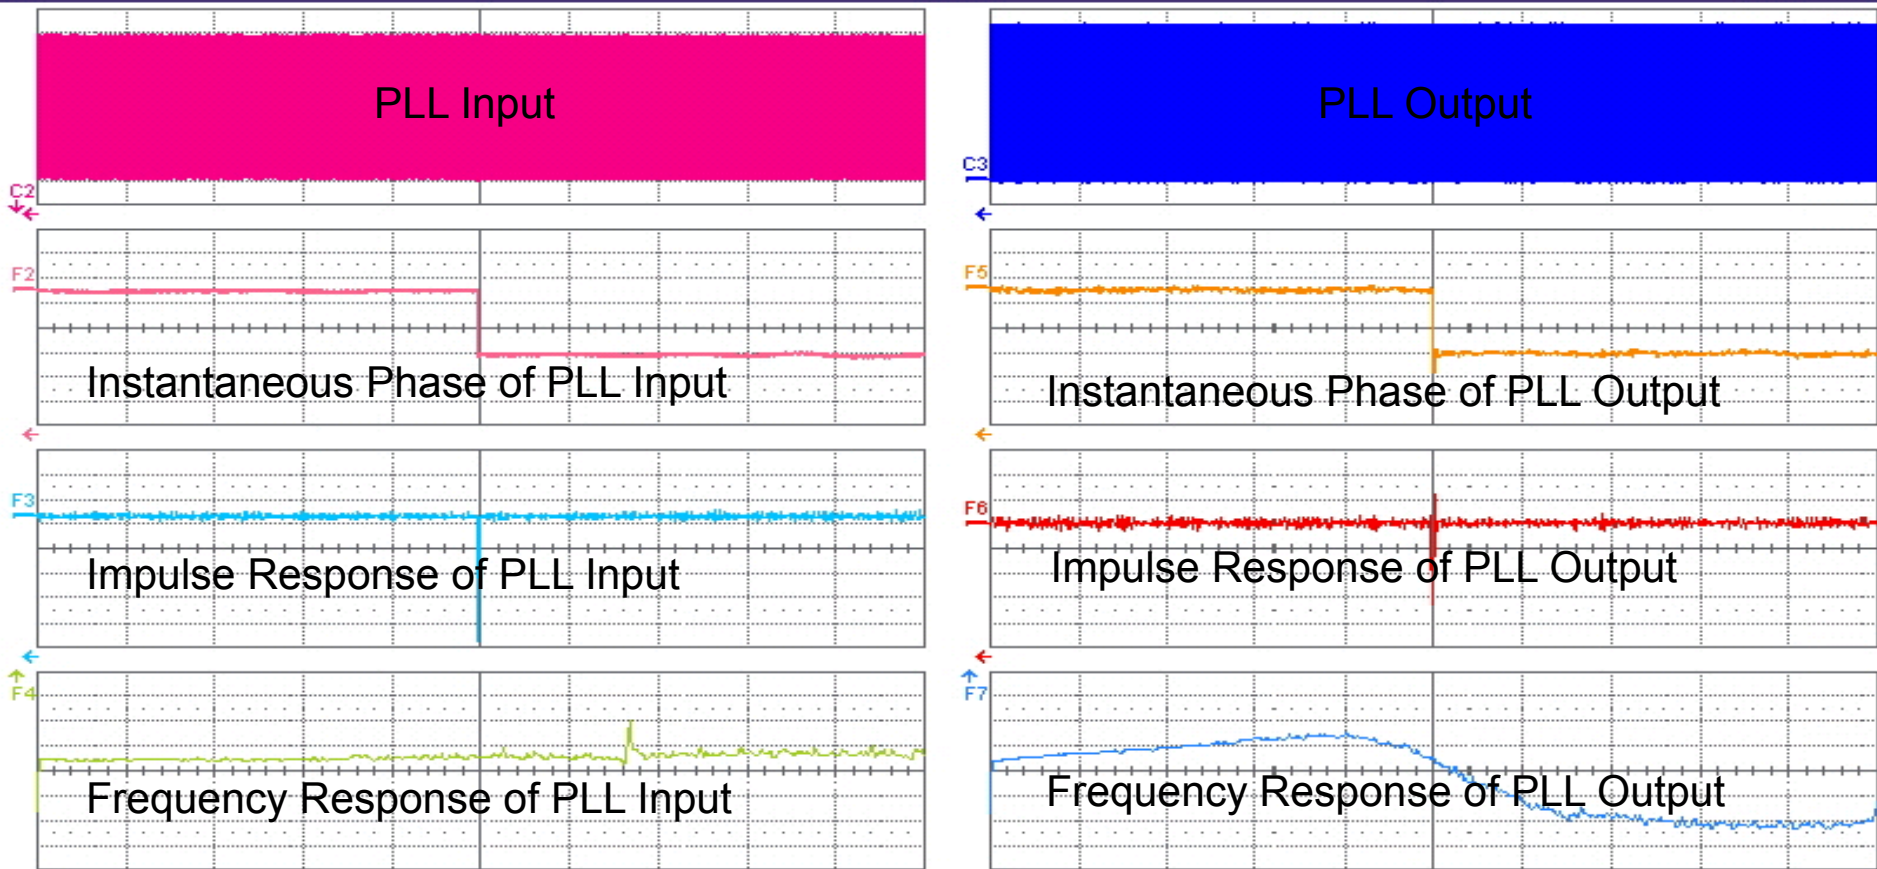 PLL Input
C2
F2
Instantaneous Phase of PLL Input
F3
Impulse Response of PLL Input
F4
Frequency Response of PLL Input
PLL Output
C3
F5
Instantaneous Phase of PLL Output
F6
Impulse Response of PLL Output
F7
Frequency Response of PLL Output